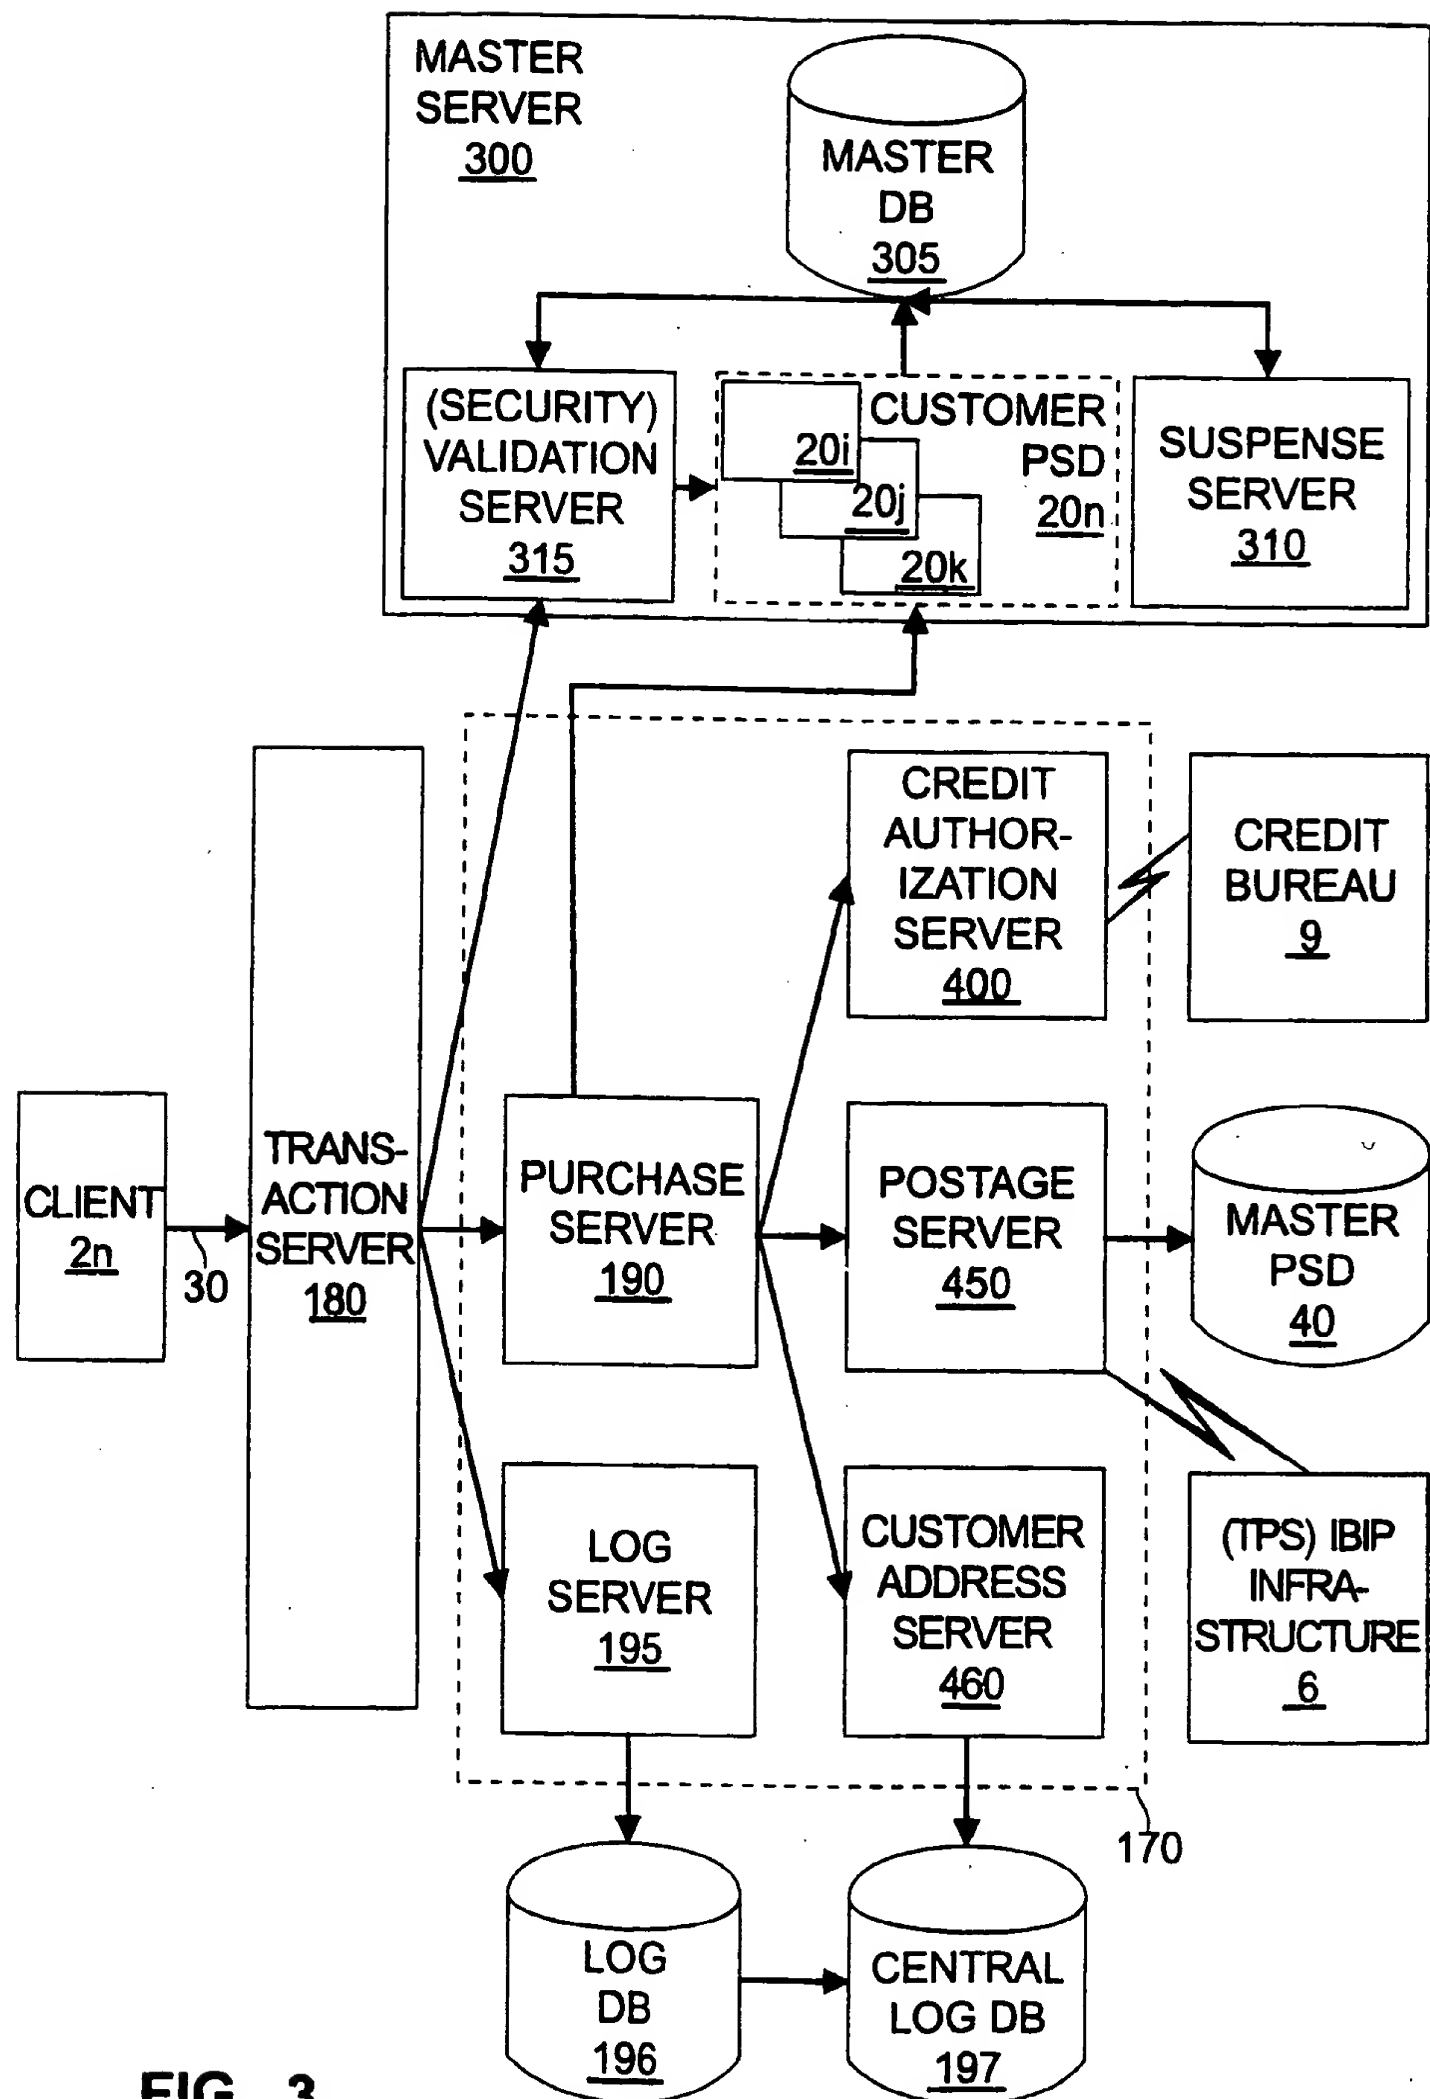 MASTER
SERVER
300
MASTER
DB
305
(SECURITY)
VALIDATION
SERVER
315
20i
20j
20k
CUSTOMER
PSD
20n
SUSPENSE
SERVER
310
CLIENT
2n
30
TRANS-
ACTION
SERVER
180
PURCHASE
SERVER
190
LOG
SERVER
195
CREDIT
AUTHOR-
IZATION
SERVER
400
POSTAGE
SERVER
450
CUSTOMER
ADDRESS
SERVER
460
CREDIT
BUREAU
9
MASTER
PSD
40
(TPS) IBIP
INFRA-
STRUCTURE
6
170
LOG
DB
196
CENTRAL
LOG DB
197
FIG. 3